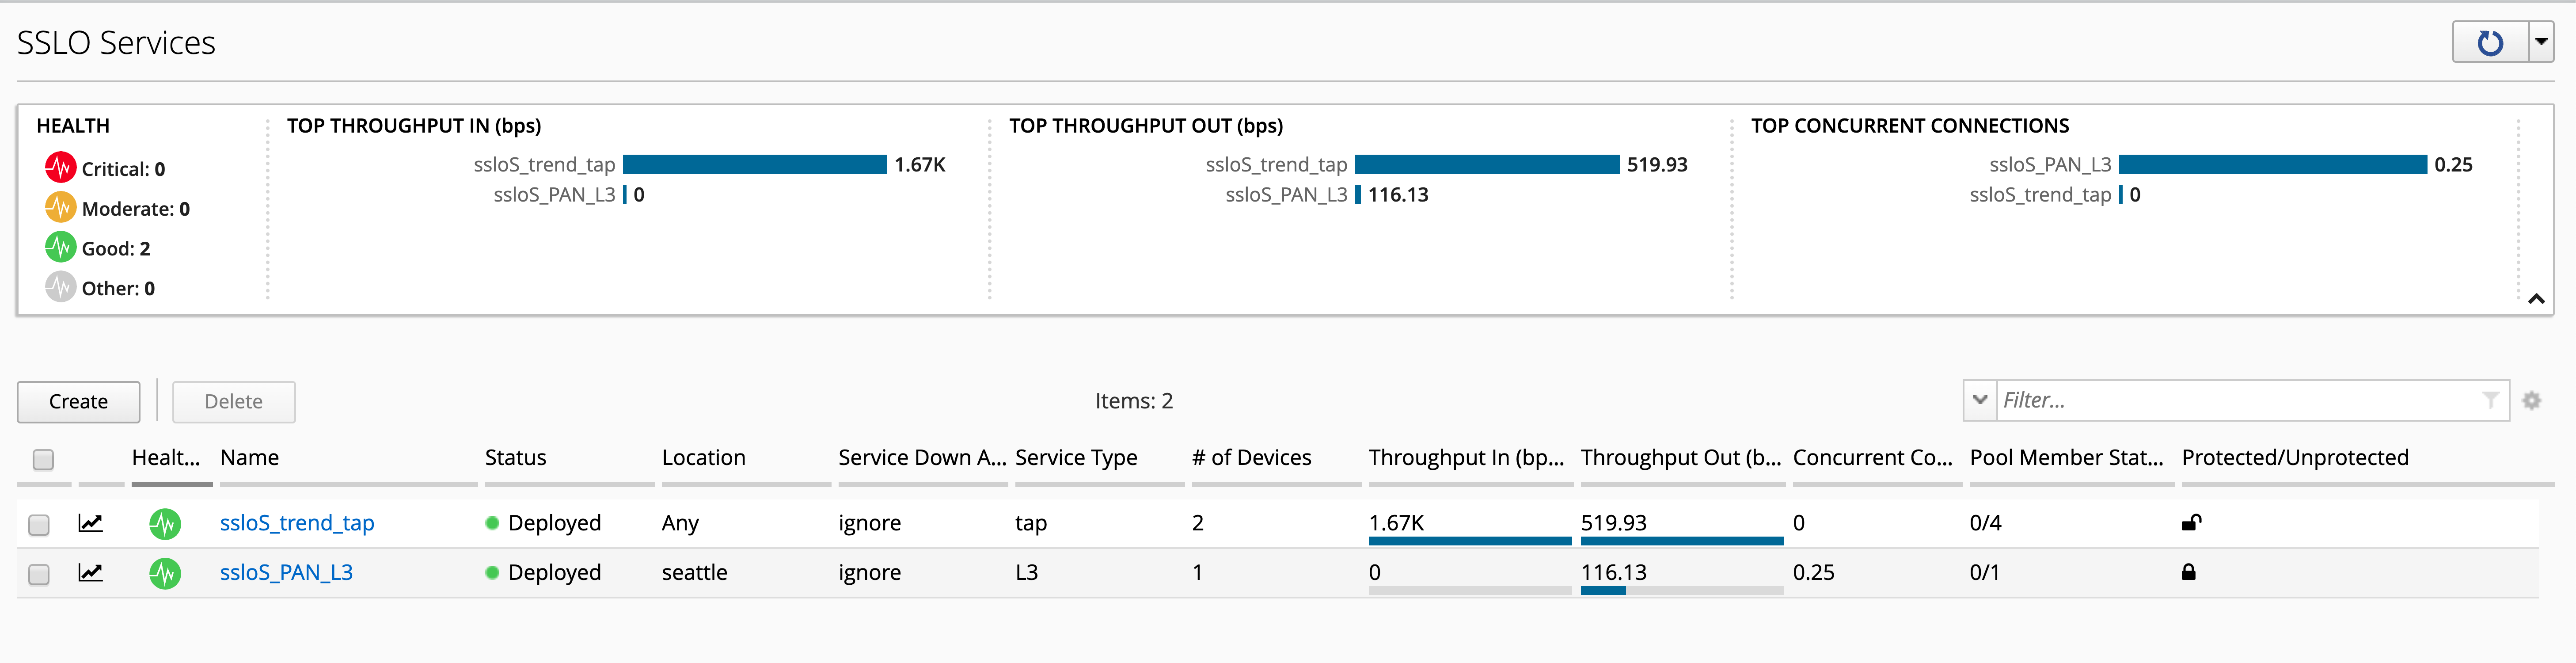 SSLO Services
HEALTH
Critical: 0
Moderate: 0
Good: 2
Other: 0
TOP THROUGHPUT IN (bps)
ssloS_trend_tap 1.67K
ssloS_PAN_L3 0
TOP THROUGHPUT OUT (bps)
ssloS_trend_tap 519.93
ssloS_PAN_L3 116.13
TOP CONCURRENT CONNECTIONS
ssloS_PAN_L3 0.25
ssloS_trend_tap 0
Create Delete Items: 2 Filter...
Healt... Name Status Location Service Down A... Service Type # of Devices Throughput In (bp... Throughput Out (b... Concurrent Co... Pool Member Stat... Protected/Unprotected
ssloS_trend_tap Deployed Any ignore tap 2 1.67K 519.93 0 0/4
ssloS_PAN_L3 Deployed seattle ignore L3 1 0 116.13 0.25 0/1